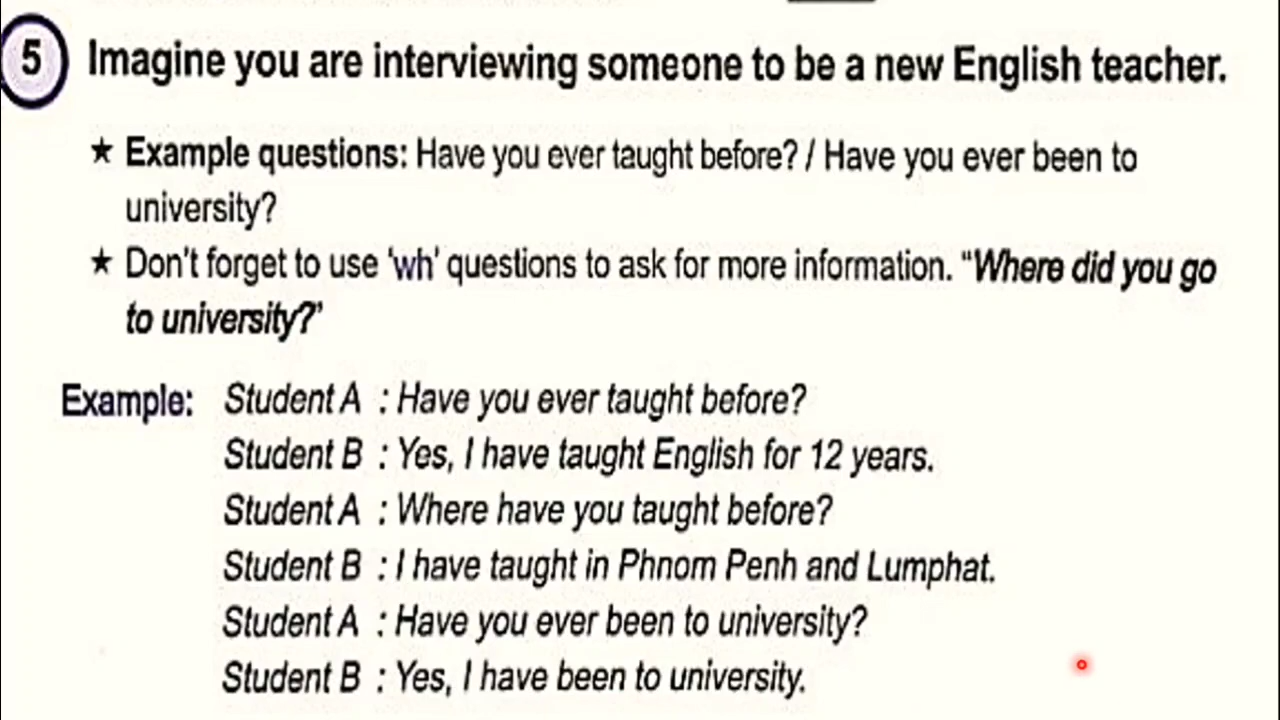 5 Imagine you are interviewing someone to be a new English teacher.
★ Example questions: Have you ever taught before? / Have you ever been to
university?
★ Don't forget to use 'wh' questions to ask for more information. “Where did you go
to university?”
Example: Student A : Have you ever taught before?
Student B : Yes, I have taught English for 12 years.
Student A : Where have you taught before?
Student B : I have taught in Phnom Penh and Lumphat.
Student A : Have you ever been to university?
Student B : Yes, I have been to university.